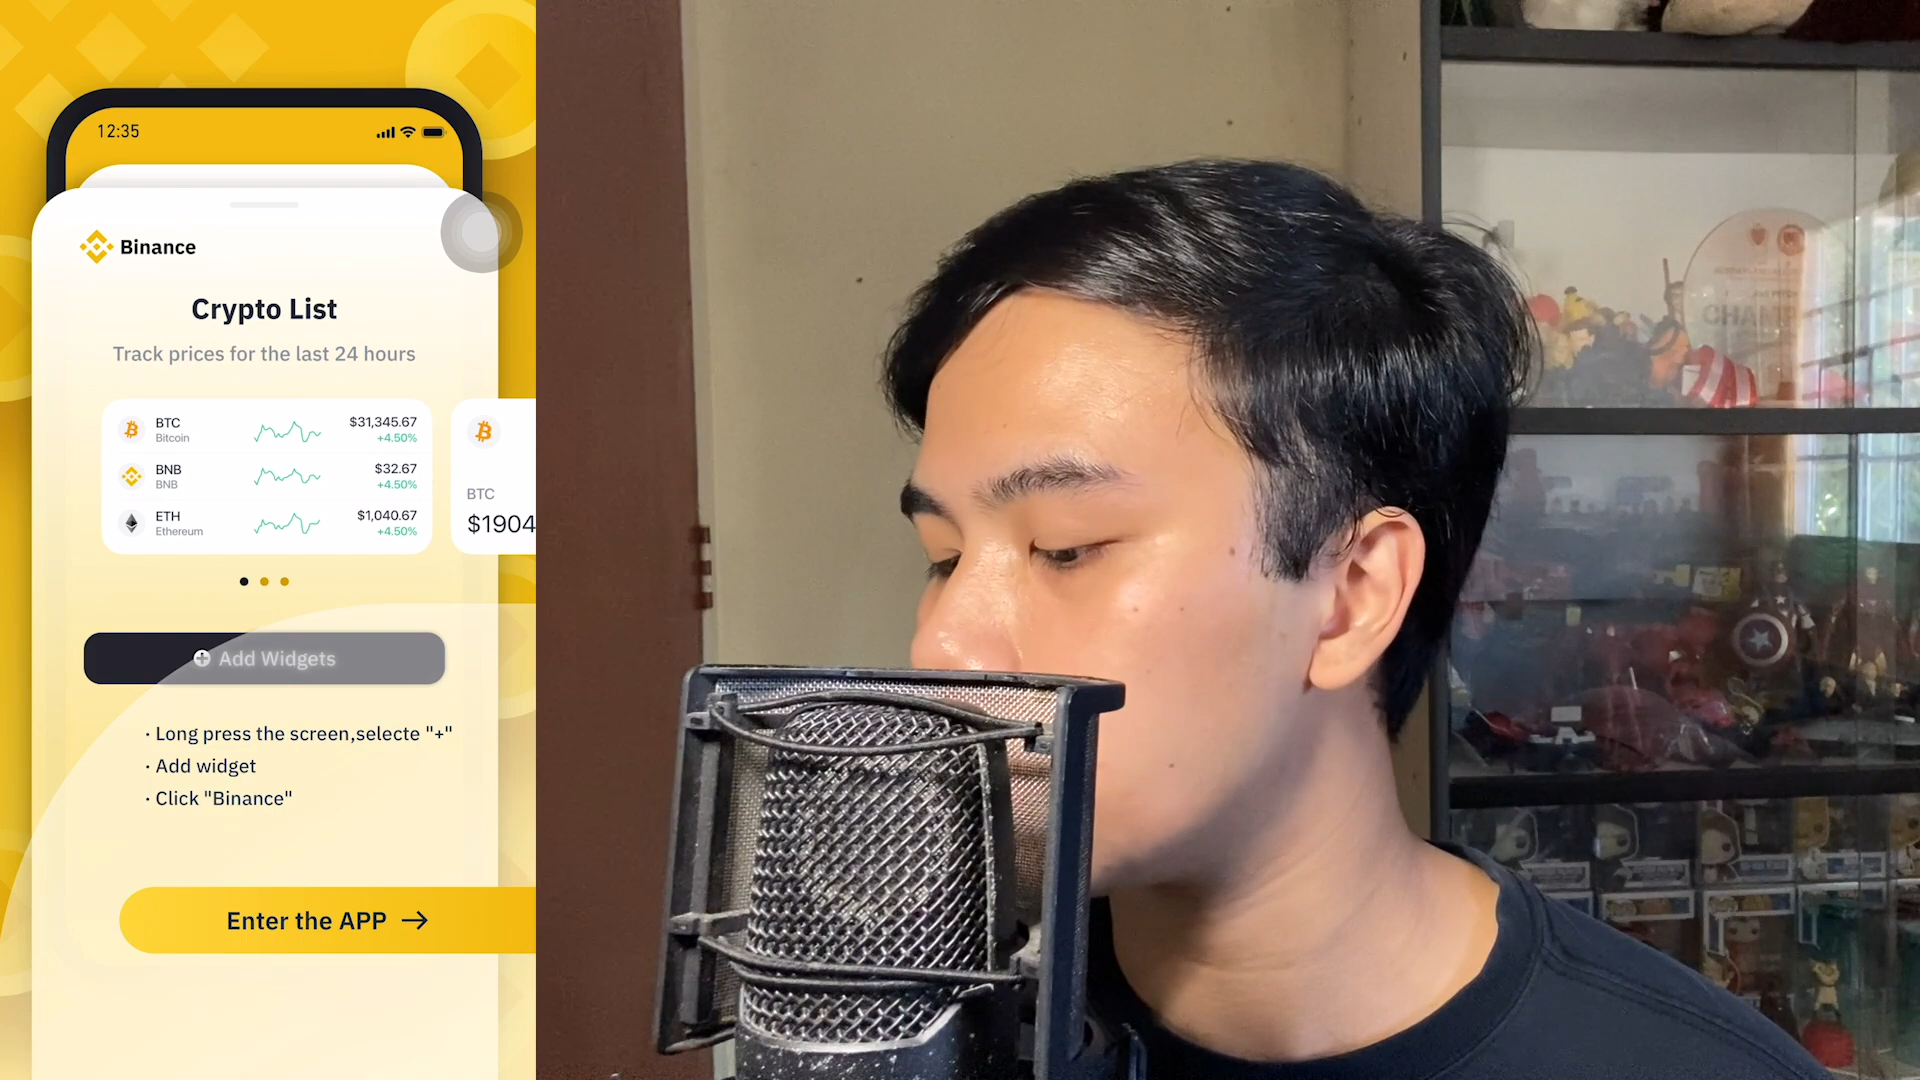 12:35
Binance
Crypto List
Track prices for the last 24 hours
BTC
Bitcoin
$31,345.67
+4.50%
BNB
BNB
$32.67
+4.50%
ETH
Ethereum
$1,040.67
+4.50%
BTC
$1904
Add Widgets
· Long press the screen,selecte "+"
· Add widget
· Click "Binance"
Enter the APP